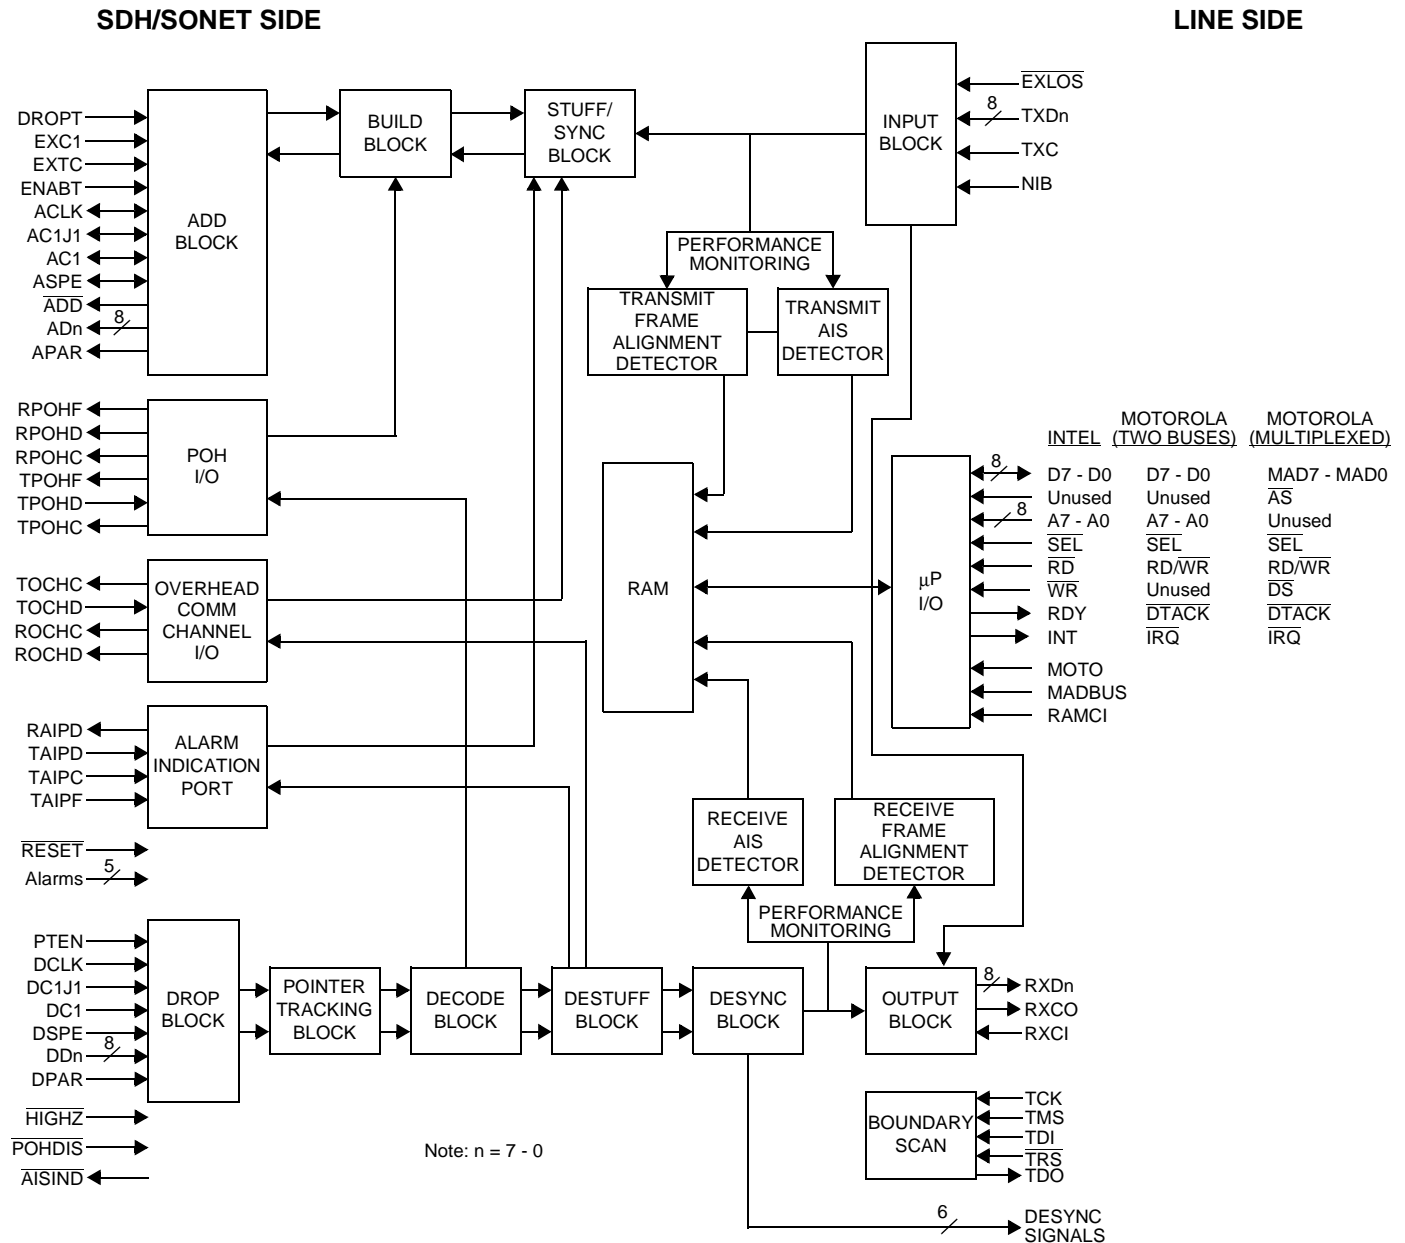 SDH/SONET SIDE
LINE SIDE
DROPT
EXC1
EXTC
ENABT
ACLK
AC1J1
AC1
ASPE
ADD
ADn
8
APAR
ADD
BLOCK
BUILD
BLOCK
STUFF/
SYNC
BLOCK
INPUT
BLOCK
EXLOS
8
TXDn
TXC
NIB
PERFORMANCE
MONITORING
TRANSMIT
FRAME
ALIGNMENT
DETECTOR
TRANSMIT
AIS
DETECTOR
RPOHF
RPOHD
RPOHC
TPOHF
TPOHD
TPOHC
POH
I/O
TOCHC
TOCHD
ROCHC
ROCHD
OVERHEAD
COMM
CHANNEL
I/O
RAIPD
TAIPD
TAIPC
TAIPF
ALARM
INDICATION
PORT
RAM
µP
I/O
INTEL
MOTOROLA
(TWO BUSES)
MOTOROLA
(MULTIPLEXED)
8
D7 - D0 D7 - D0 MAD7 - MAD0
Unused Unused AS
8
A7 - A0 A7 - A0 Unused
SEL SEL SEL
RD RD/WR RD/WR
WR Unused DS
RDY DTACK DTACK
INT IRQ IRQ
MOTO
MADBUS
RAMCI
RESET
Alarms
5
RECEIVE
AIS
DETECTOR
RECEIVE
FRAME
ALIGNMENT
DETECTOR
PERFORMANCE
MONITORING
PTEN
DCLK
DC1J1
DC1
DSPE
DDn
8
DPAR
DROP
BLOCK
POINTER
TRACKING
BLOCK
DECODE
BLOCK
DESTUFF
BLOCK
DESYNC
BLOCK
OUTPUT
BLOCK
8
RXDn
RXCO
RXCI
HIGHZ
POHDIS
AISIND
Note: n = 7 - 0
BOUNDARY
SCAN
TCK
TMS
TDI
TRS
TDO
6
DESYNC
SIGNALS